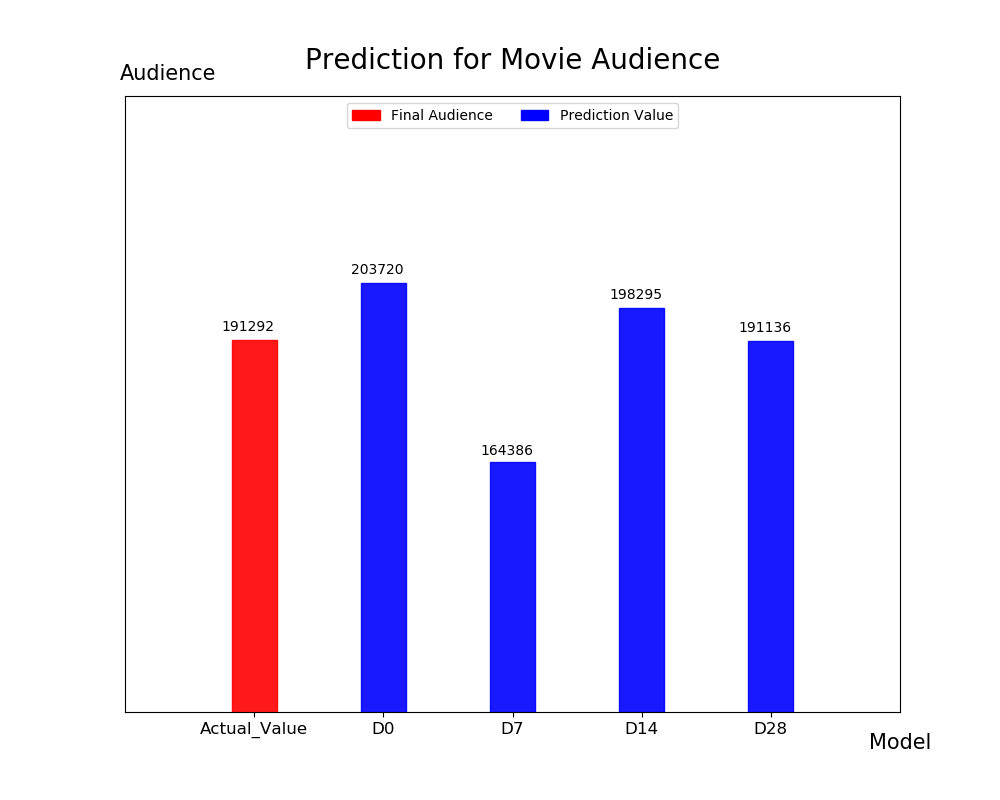 Prediction for Movie Audience
Audience
Final Audience
Prediction Value
203720
198295
191292
191136
164386
Actual_Value
D0
D7
D14
D28
Model